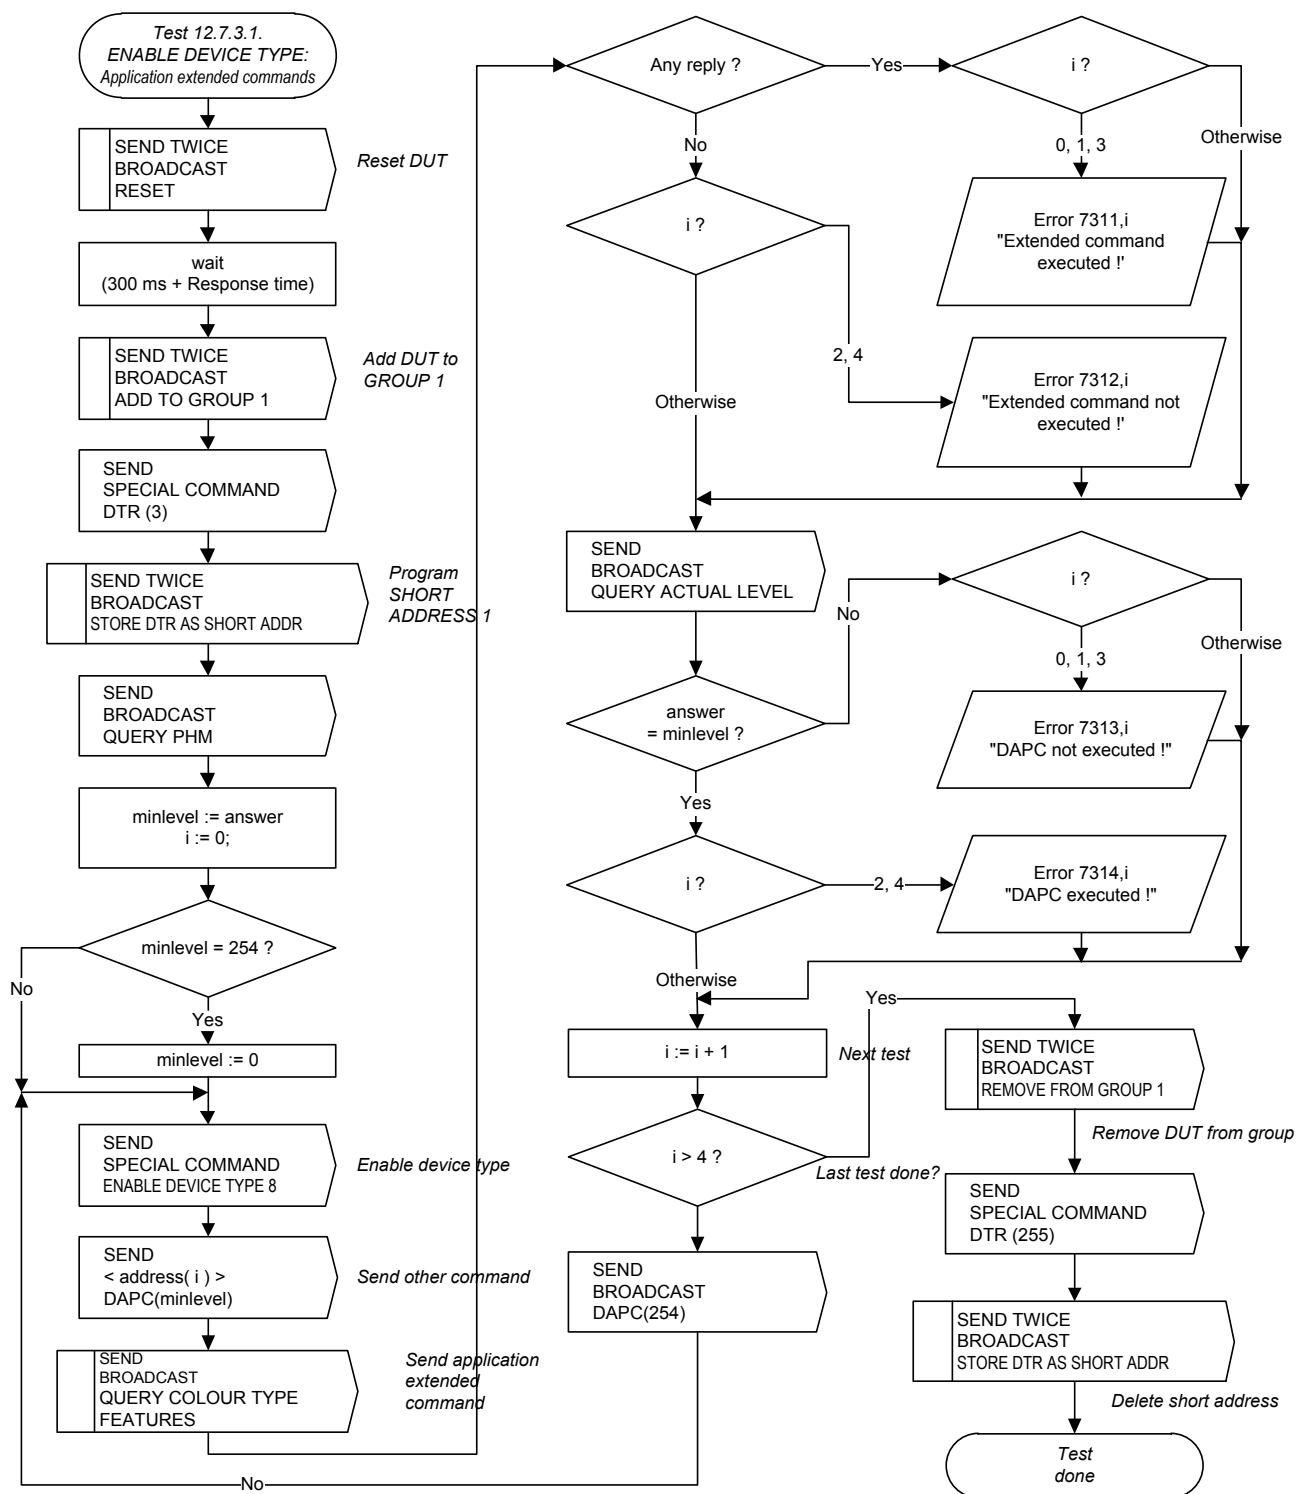 Test 12.7.3.1.
ENABLE DEVICE TYPE:
Application extended commands
SEND TWICE
BROADCAST
RESET
Reset DUT
wait
(300 ms + Response time)
SEND TWICE
BROADCAST
ADD TO GROUP 1
Add DUT to
GROUP 1
SEND
SPECIAL COMMAND
DTR (3)
SEND TWICE
BROADCAST
STORE DTR AS SHORT ADDR
Program
SHORT
ADDRESS 1
SEND
BROADCAST
QUERY PHM
minlevel := answer
i := 0;
minlevel = 254 ?
No
Yes
minlevel := 0
SEND
SPECIAL COMMAND
ENABLE DEVICE TYPE 8
Enable device type
SEND
< address( i ) >
DAPC(minlevel)
Send other command
SEND
BROADCAST
QUERY COLOUR TYPE
FEATURES
Send application
extended
command
Any reply ?
Yes
i ?
Otherwise
0, 1, 3
No
Error 7311,i
"Extended command
executed !'
i ?
2, 4
Error 7312,i
"Extended command not
executed !'
Otherwise
SEND
BROADCAST
QUERY ACTUAL LEVEL
No
i ?
Otherwise
0, 1, 3
answer
= minlevel ?
Error 7313,i
"DAPC not executed !"
Yes
i ?
2, 4
Error 7314,i
"DAPC executed !"
Otherwise
i := i + 1
Next test
Yes
i > 4 ?
Last test done?
SEND
BROADCAST
DAPC(254)
No
SEND TWICE
BROADCAST
REMOVE FROM GROUP 1
Remove DUT from group
SEND
SPECIAL COMMAND
DTR (255)
SEND TWICE
BROADCAST
STORE DTR AS SHORT ADDR
Delete short address
Test
done